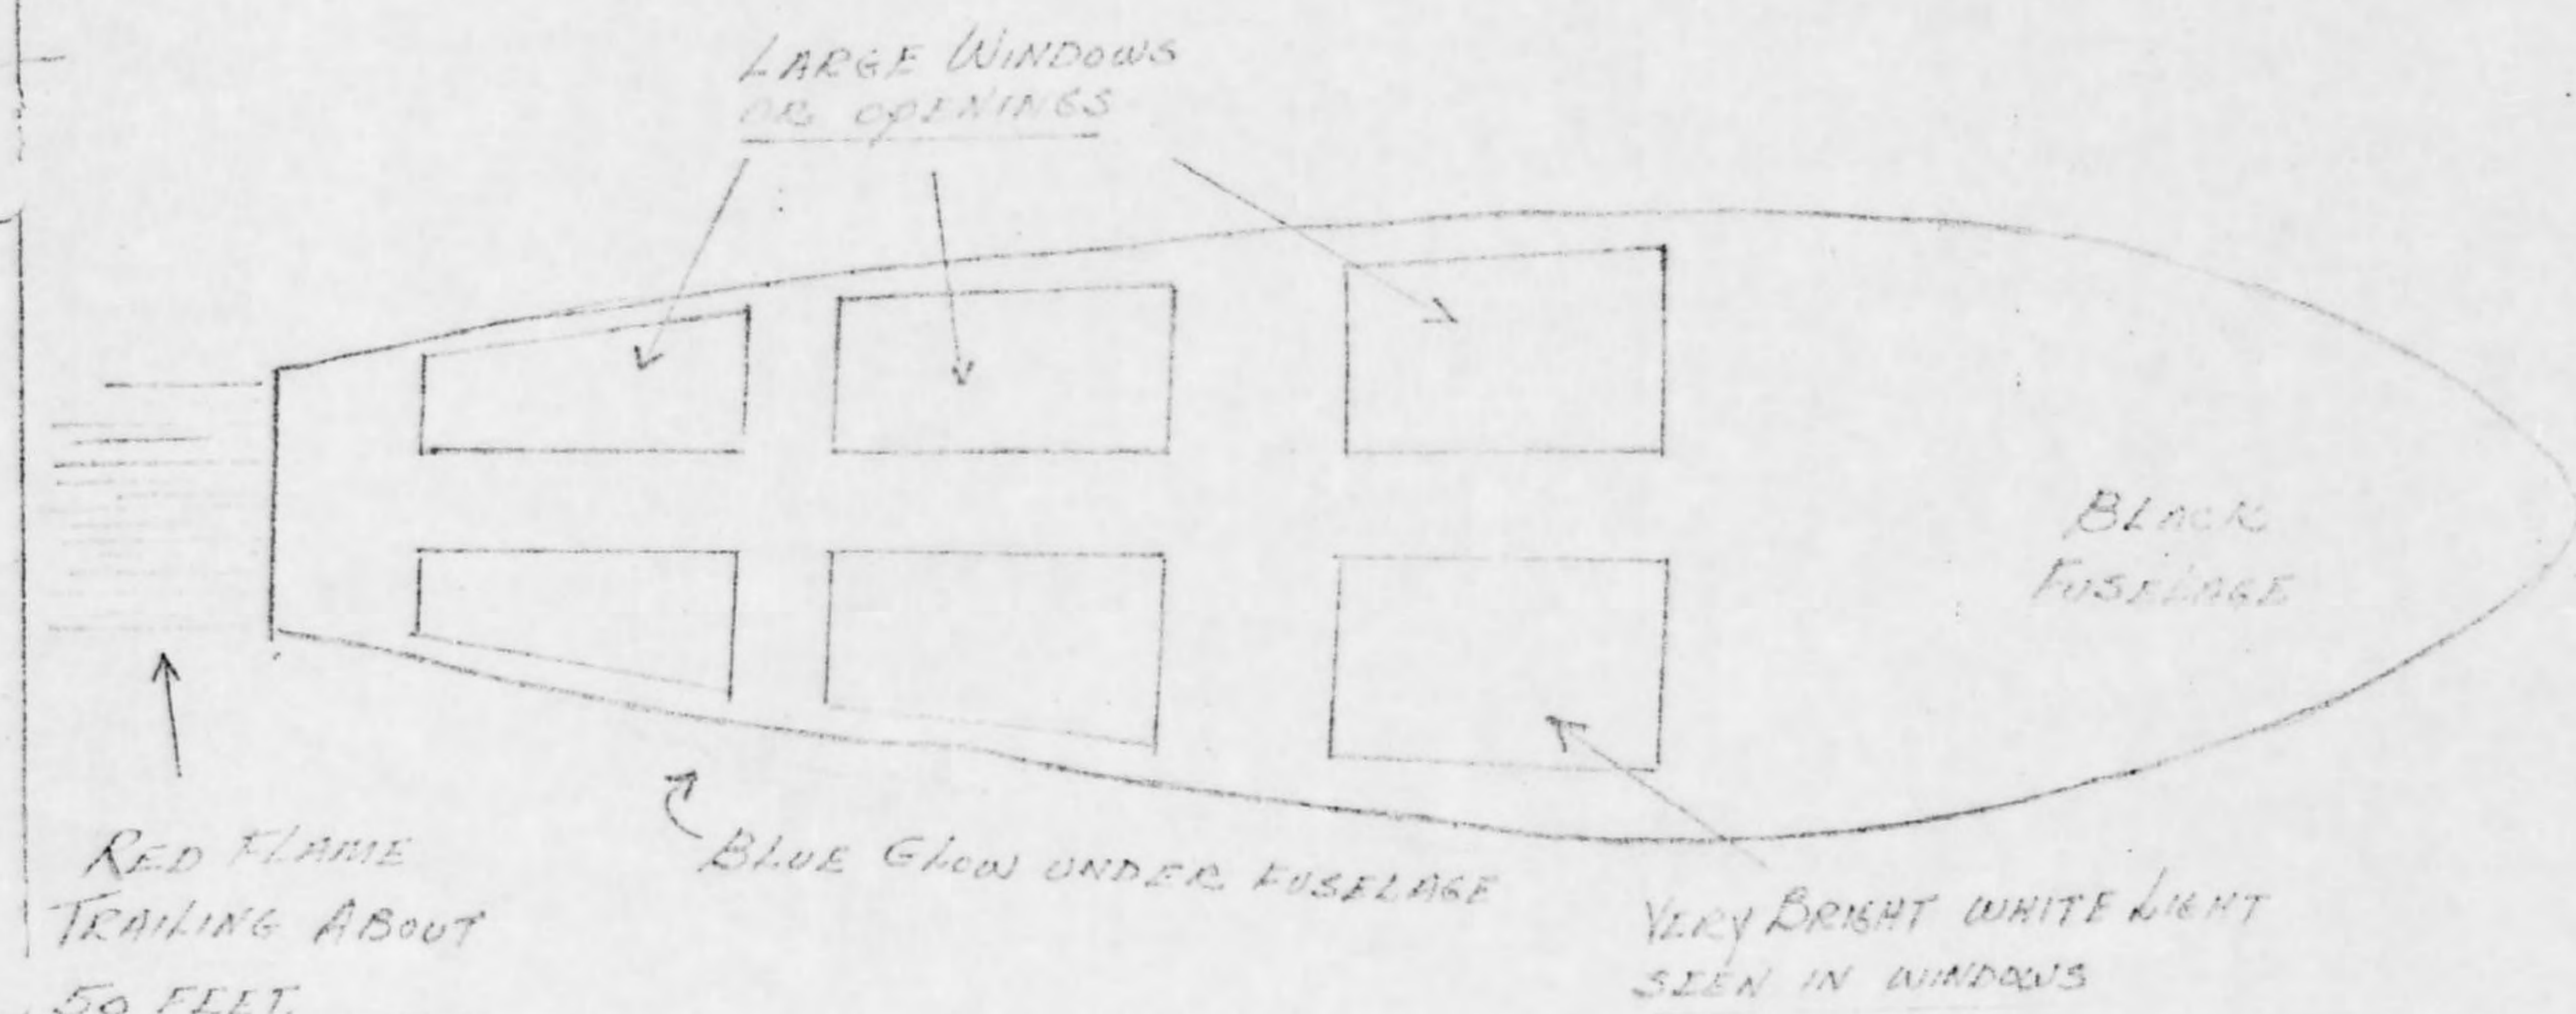 LARGE WINDOWS
OR OPENINGS
BLACK
FUSELAGE
RED FLAME
TRAILING ABOUT
50 FEET.
BLUE GLOW UNDER FUSELAGE
VERY BRIGHT WHITE LIGHT
SEEN IN WINDOWS